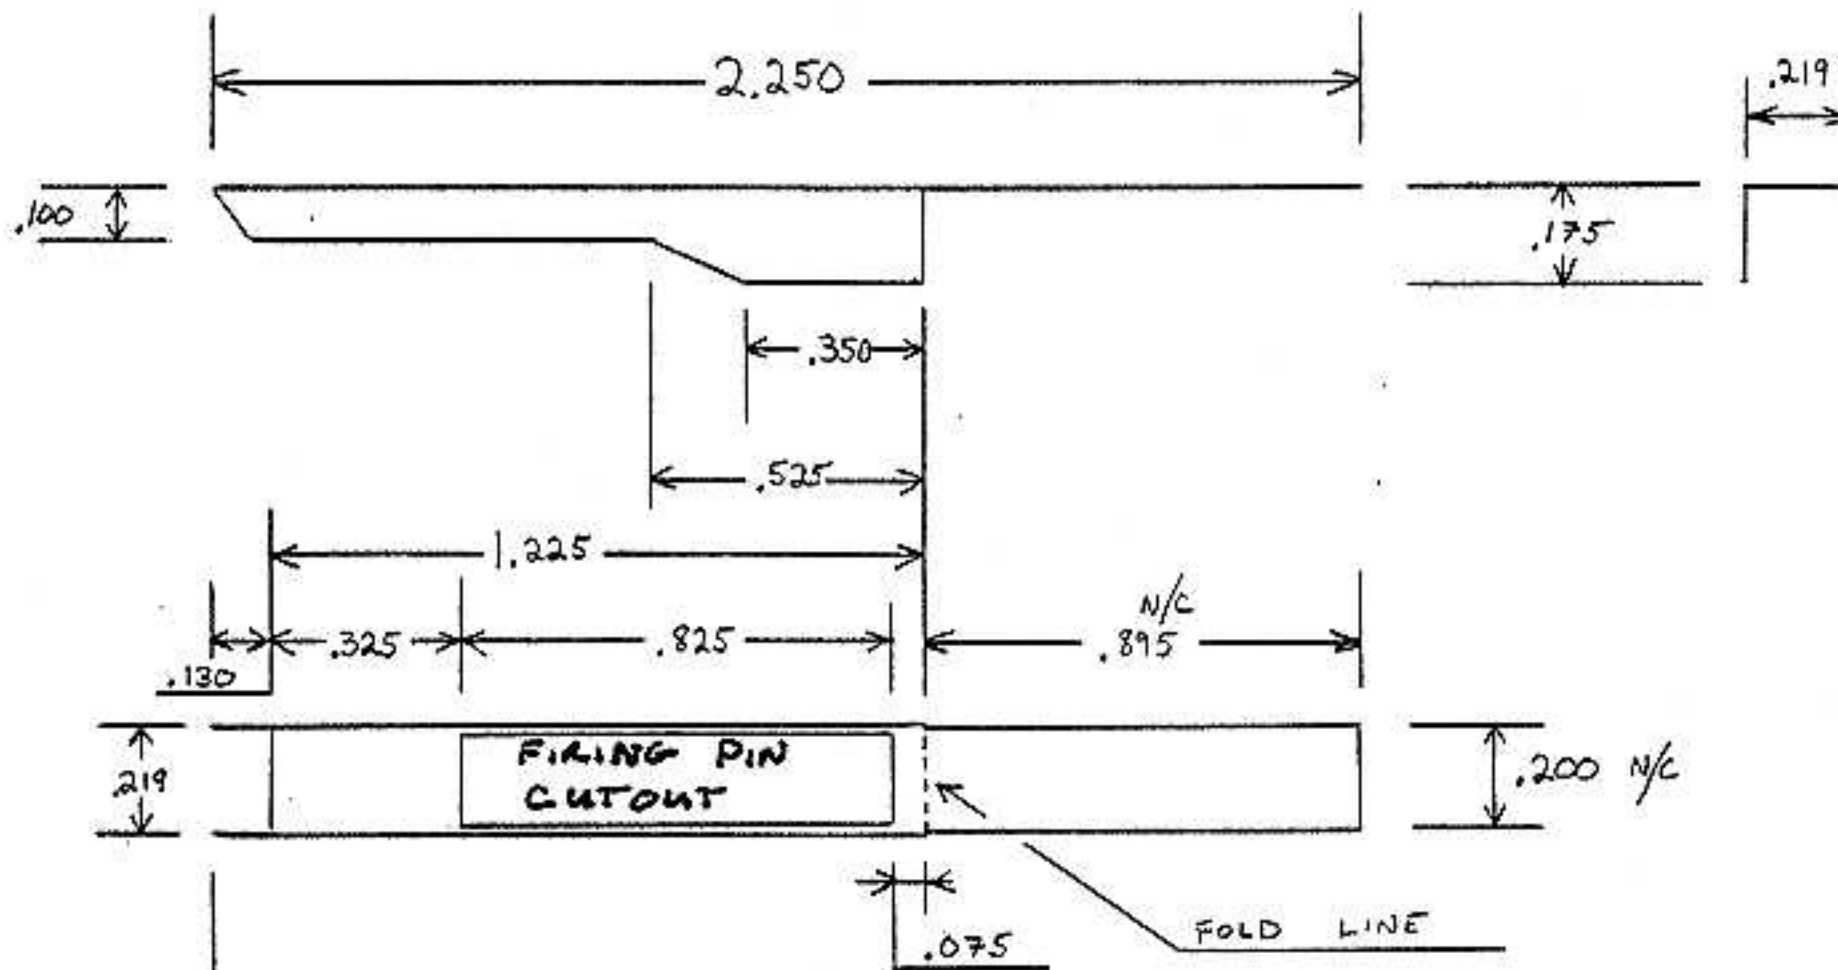 2.250
.219
.100
.175
.350
.525
1.225
N/C
.325
.825
.895
.130
FIRING PIN
CUTOUT
.219
.200 N/C
FOLD LINE
.075